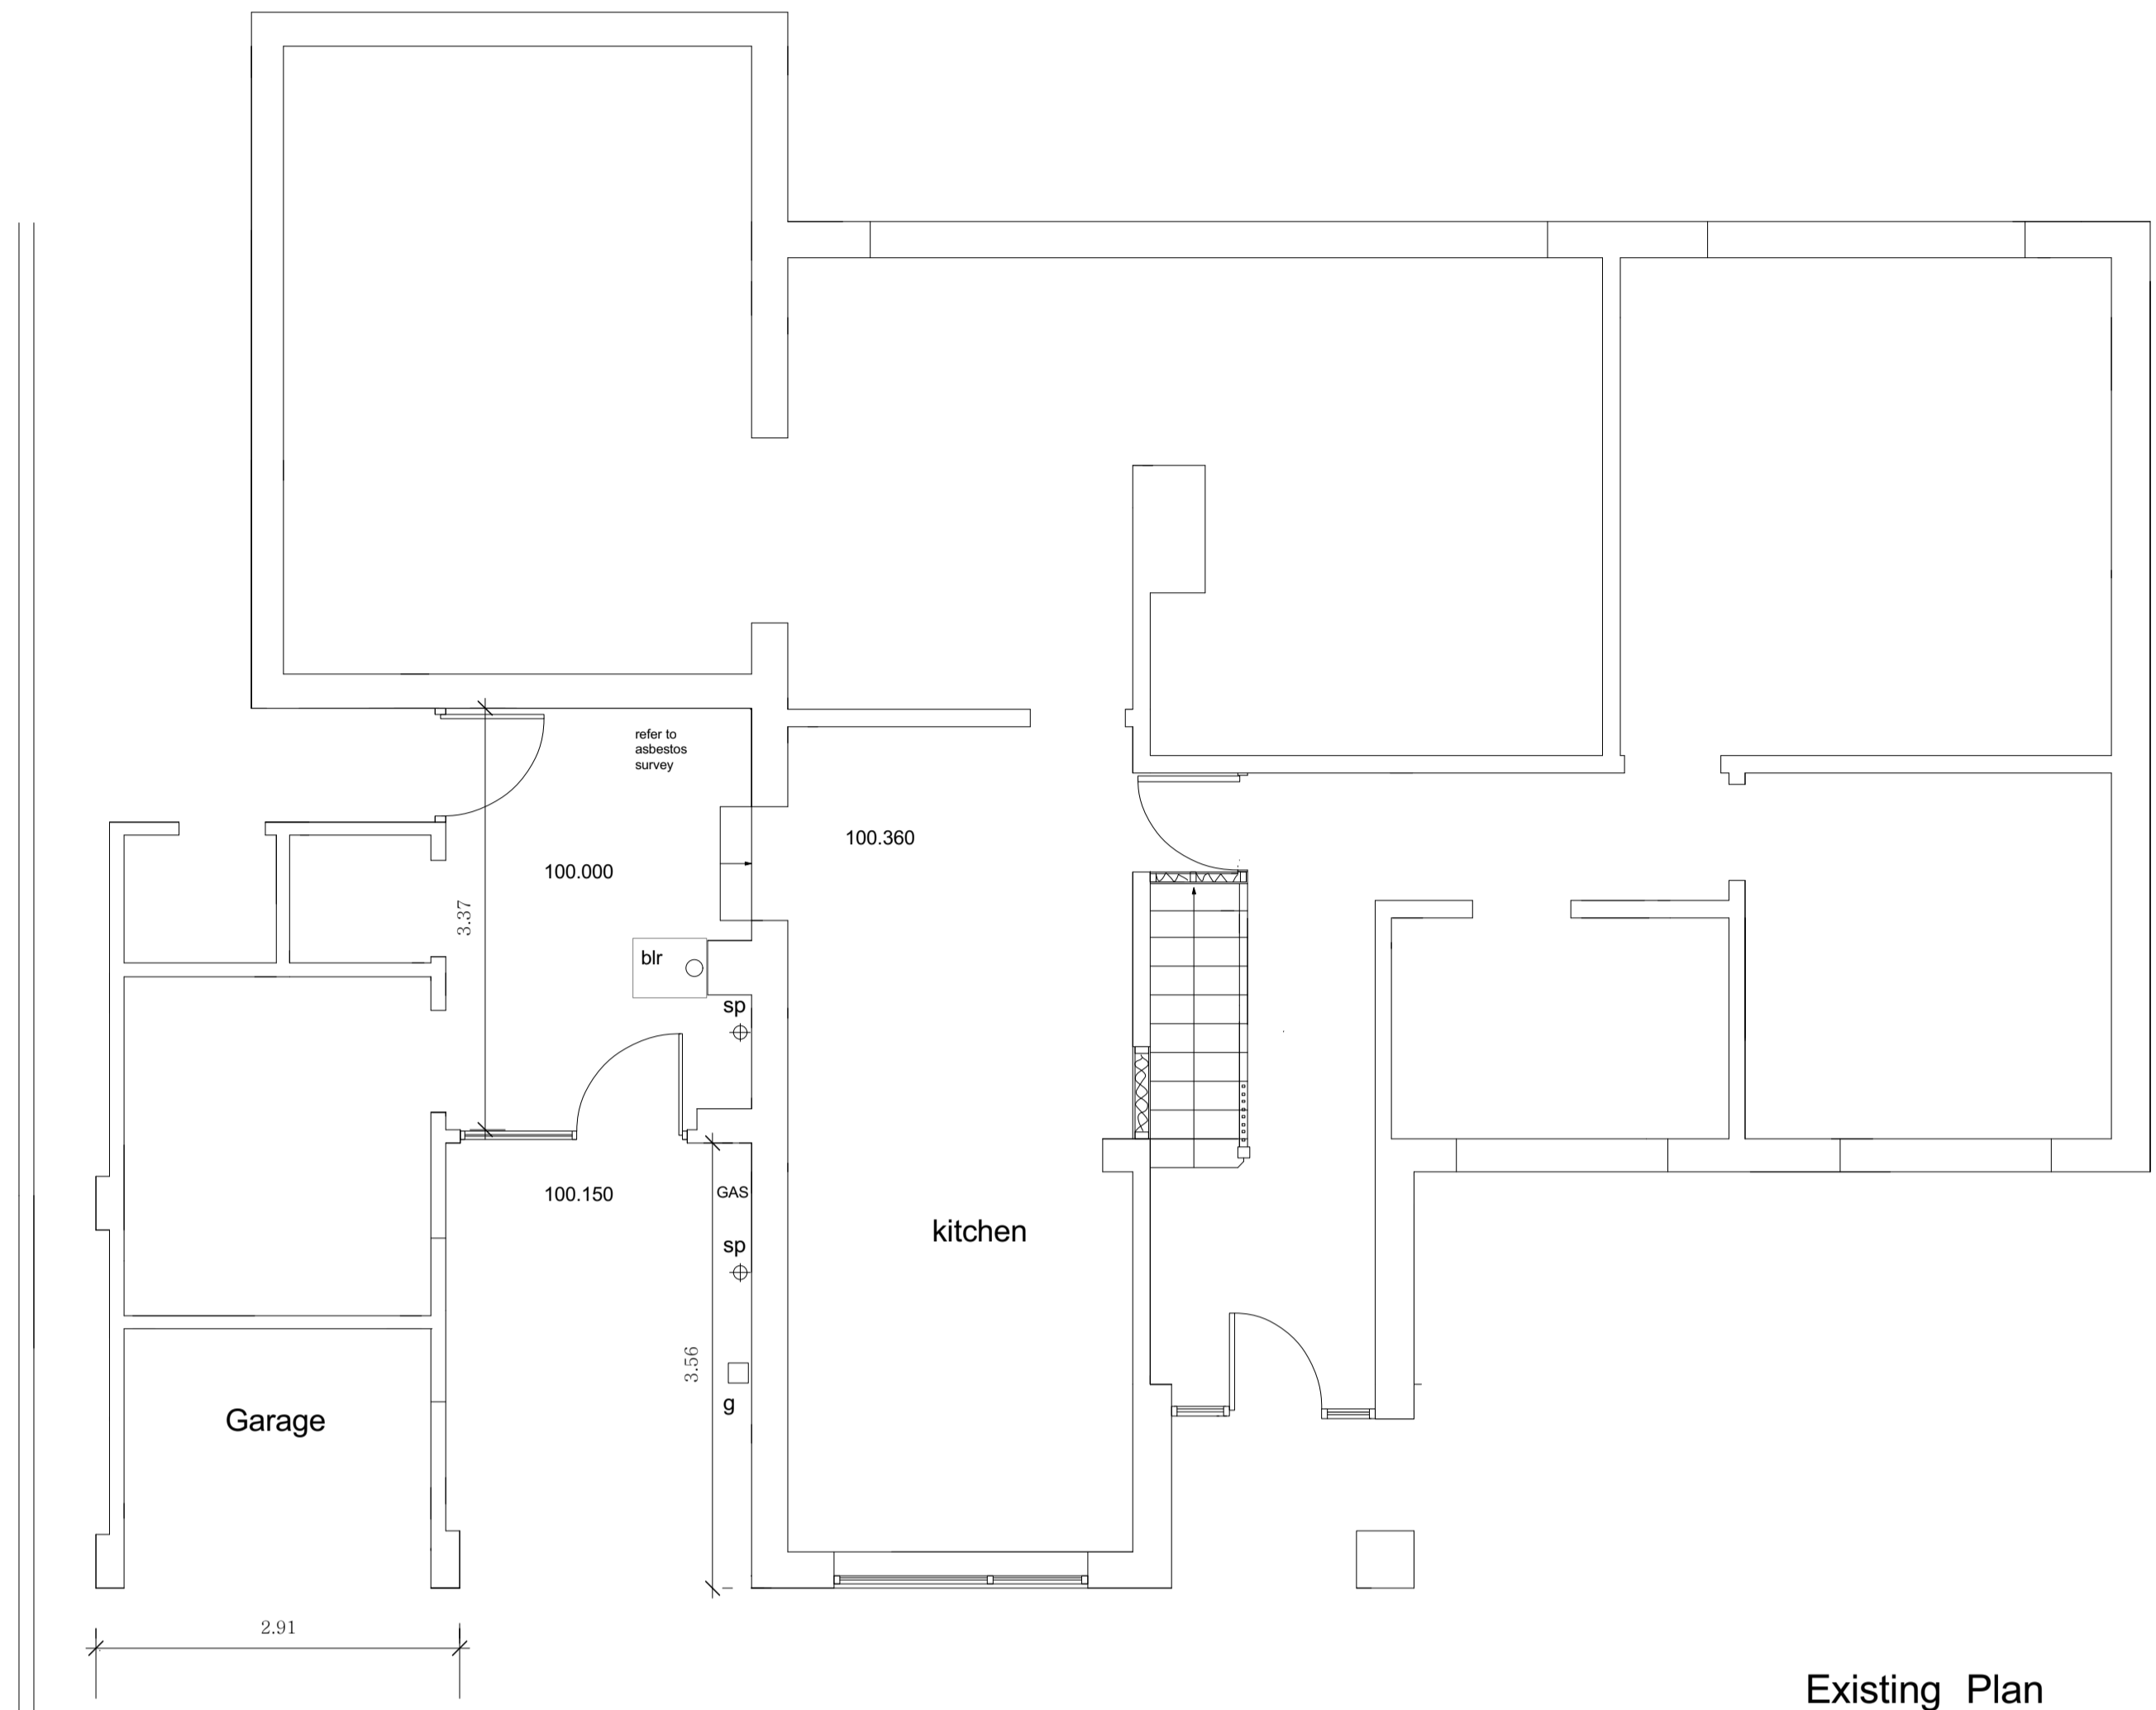 refer to
asbestos
survey
100.360
100.000
3.37
blr
sp
100.150
GAS
kitchen
sp
3.56
g
Garage
2.91
Existing Plan